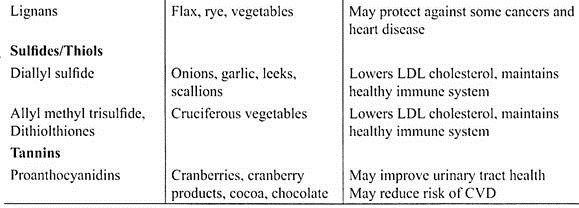 Lignans Flax, rye, vegetables May protect against some cancers and
heart disease
Sulfides/Thiols
Diallyl sulfide Onions, garlic, leeks, Lowers LDL cholesterol, maintains
scallions healthy immune system
Allyl methyl trisulfide, Cruciferous vegetables Lowers LDL cholesterol, maintains
Dithiolthiones healthy immune system
Tannins
Proanthocyanidins Cranberries, cranberry May improve urinary tract health
products, cocoa, chocolate May reduce risk of CVD